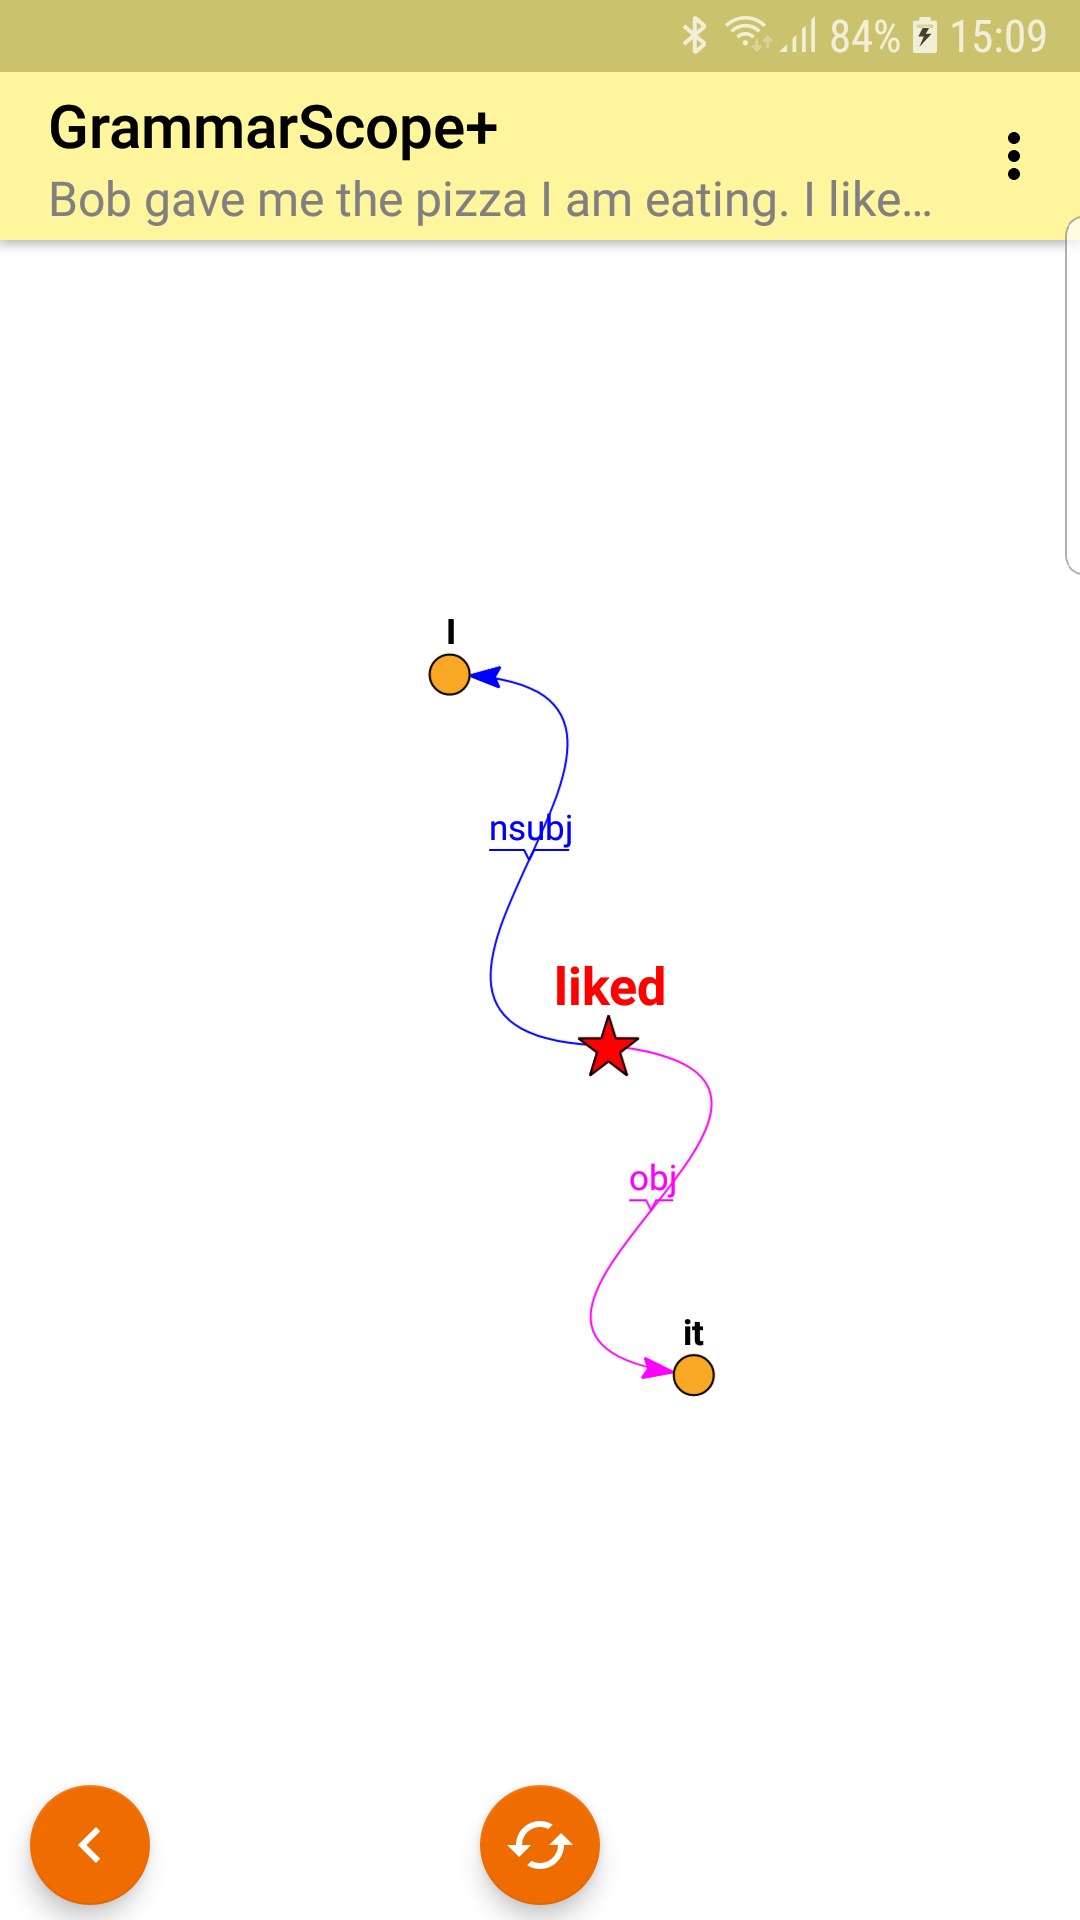 84% 15:09
GrammarScope+
Bob gave me the pizza I am eating. I like...
I
nsubj
liked
obj
it